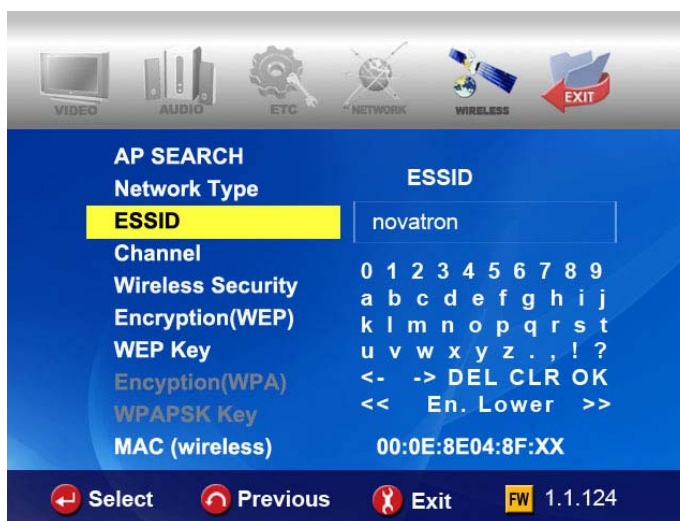 VIDEO AUDIO ETC NETWORK WIRELESS EXIT
AP SEARCH
Network Type
ESSID
Channel
Wireless Security
Encryption(WEP)
WEP Key
Encyption(WPA)
WPAPSK Key
MAC (wireless)
ESSID
novatron
0 1 2 3 4 5 6 7 8 9
a b c d e f g h i j
k l m n o p q r s t
u v w x y z . , ! ?
<- -> DEL CLR OK
<< En. Lower >>
00:0E:8E04:8F:XX
Select Previous Exit FW 1.1.124